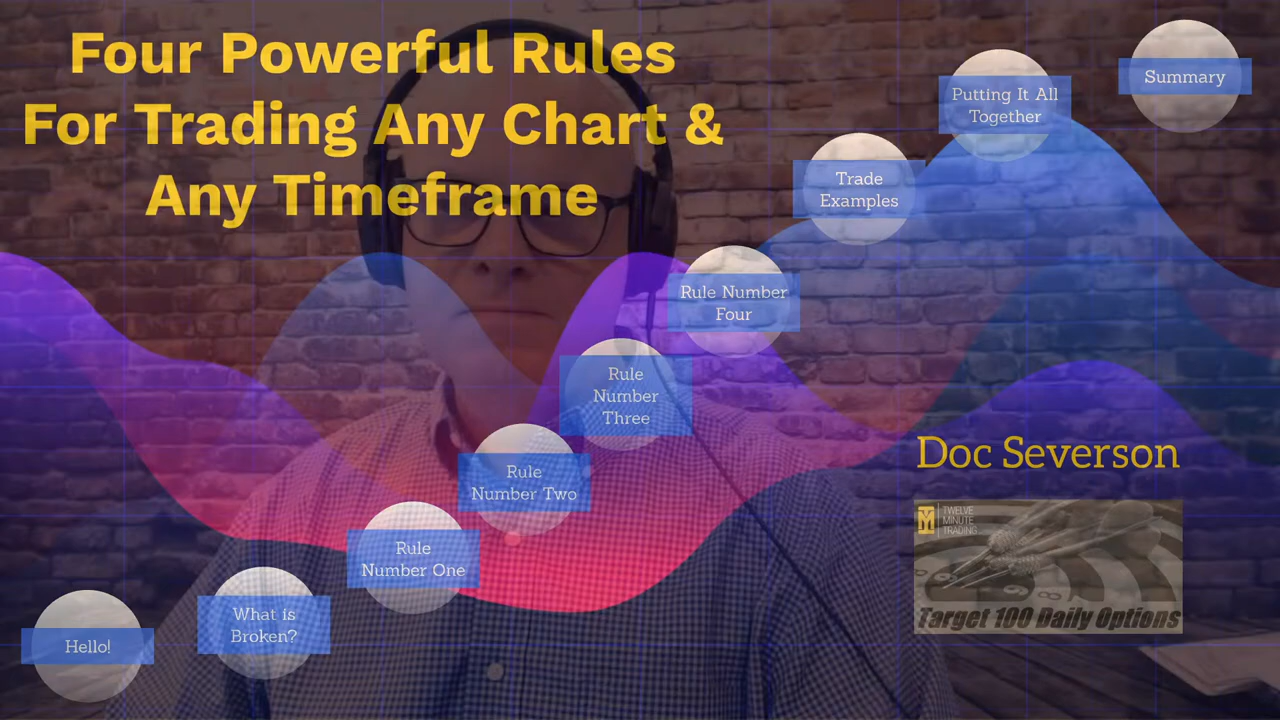 Four Powerful Rules
For Trading Any Chart &
Any Timeframe
Summary
Putting It All
Together
Trade
Examples
Rule Number
Four
Rule
Number
Three
Rule
Number Two
Rule
Number One
What is
Broken?
Hello!
Doc Severson
TWELVE
MINUTE
TRADING
Target 100 Daily Options